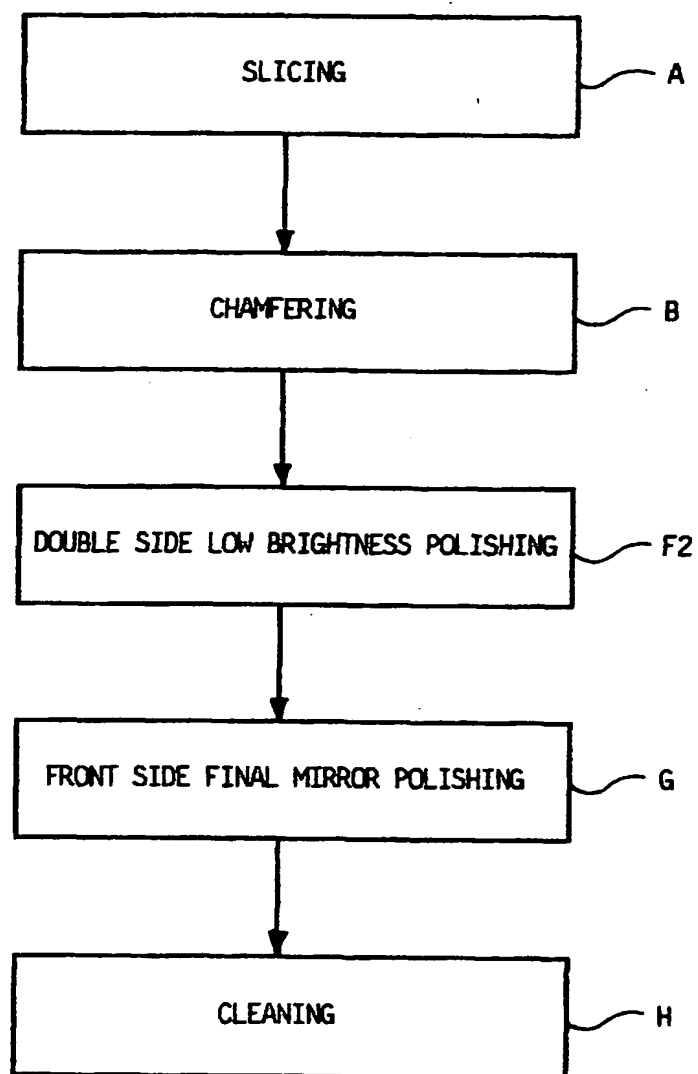 SLICING
A
CHAMFERING
B
DOUBLE SIDE LOW BRIGHTNESS POLISHING
F2
FRONT SIDE FINAL MIRROR POLISHING
G
CLEANING
H